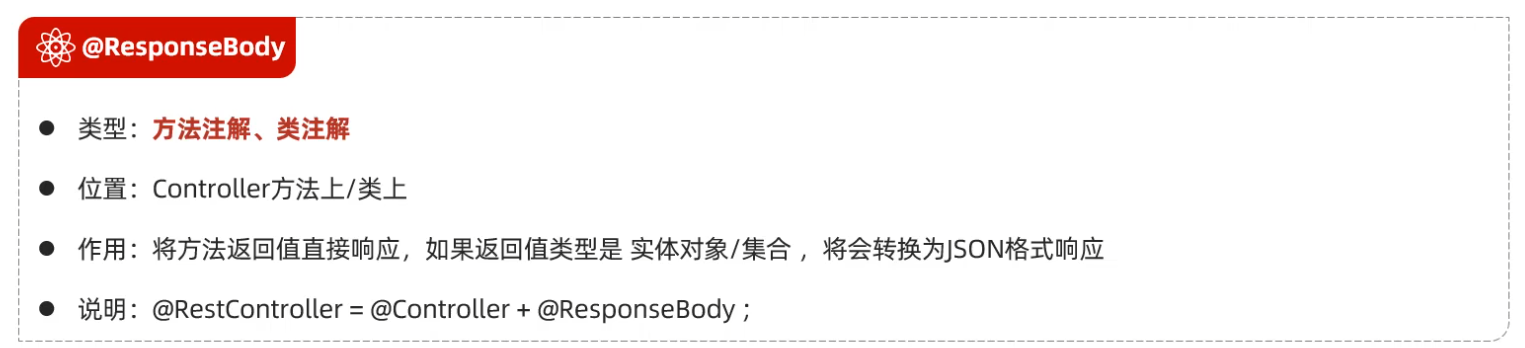 @ResponseBody
● 类型：方法注解、类注解
● 位置：Controller方法上/类上
● 作用：将方法返回值直接响应，如果返回值类型是 实体对象/集合 ，将会转换为JSON格式响应
● 说明：@RestController = @Controller + @ResponseBody ;